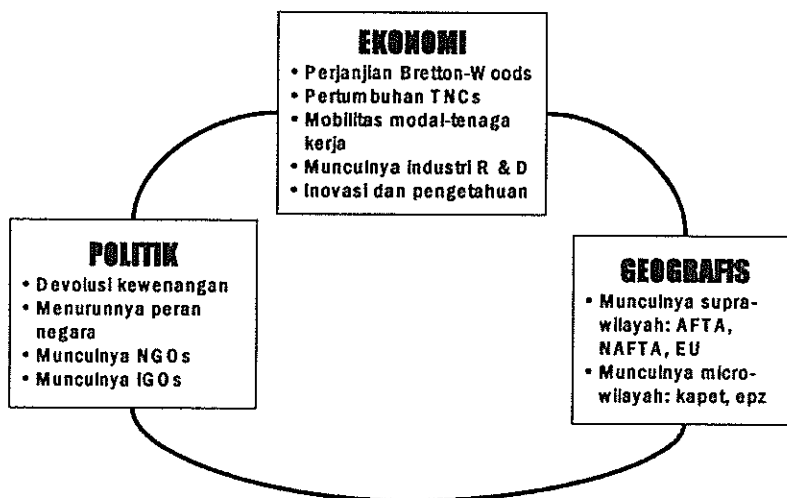 EKONOMI
• Perjanjian Bretton-Woods
• Pertumbuhan TNCs
• Mobilitas modal-tenaga
kerja
• Munculnya industri R & D
• Inovasi dan pengetahuan
POLITIK
• Devolusi kewenangan
• Menurunnya peran
negara
• Munculnya NGOs
• Munculnya IGOs
GEOGRAFIS
• Munculnya supra-
wilayah: AFTA,
NAFTA, EU
• Munculnya micro-
wilayah: kapet, epz